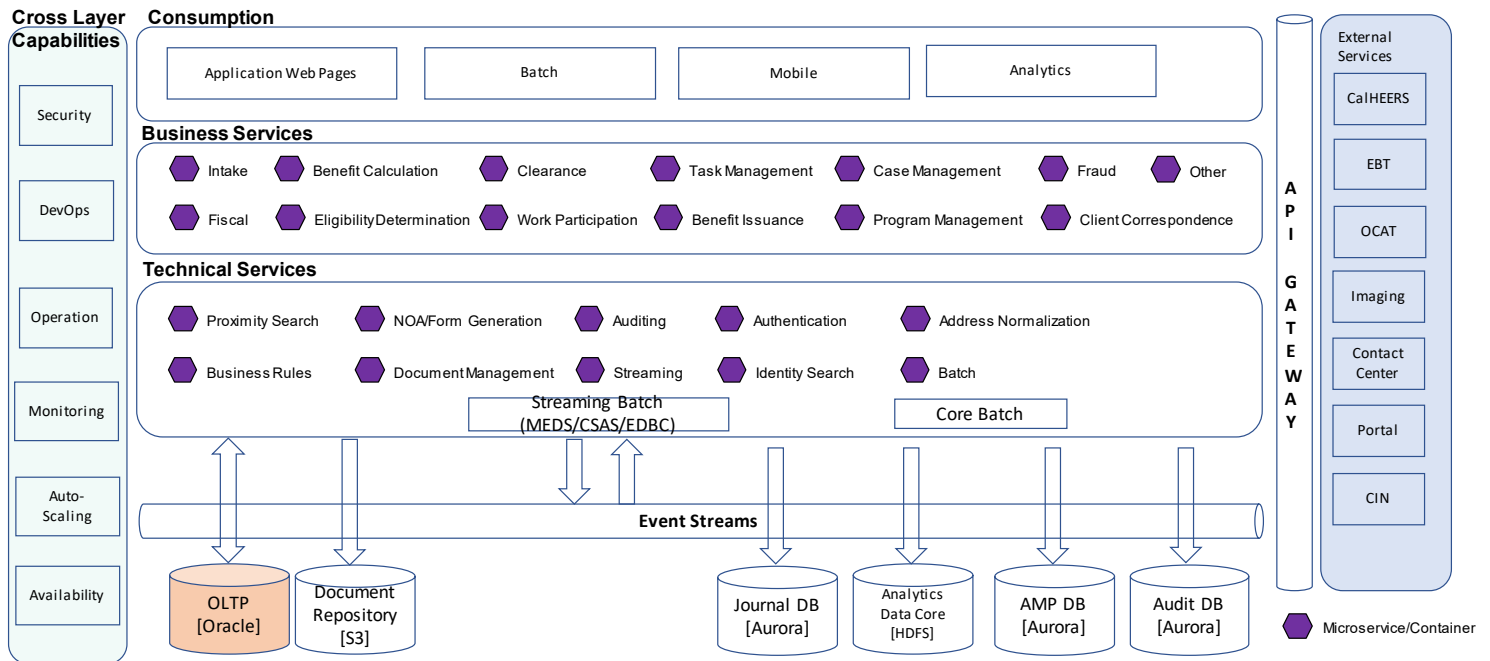 Cross Layer
Capabilities
Security
DevOps
Operation
Monitoring
Auto-
Scaling
Availability
Consumption
Application Web Pages
Batch
Mobile
Analytics
Business Services
Intake
Benefit Calculation
Clearance
Task Management
Case Management
Fraud
Other
Fiscal
Eligibility Determination
Work Participation
Benefit Issuance
Program Management
Client Correspondence
Technical Services
Proximity Search
NOA/Form Generation
Auditing
Authentication
Address Normalization
Business Rules
Document Management
Streaming
Identity Search
Batch
Streaming Batch
(MEDS/CSAS/EDBC)
Core Batch
Event Streams
OLTP
[Oracle]
Document
Repository
[S3]
Journal DB
[Aurora]
Analytics
Data Core
[HDFS]
AMP DB
[Aurora]
Audit DB
[Aurora]
API GATEWAY
External
Services
CalHEERS
EBT
OCAT
Imaging
Contact
Center
Portal
CIN
Microservice/Container